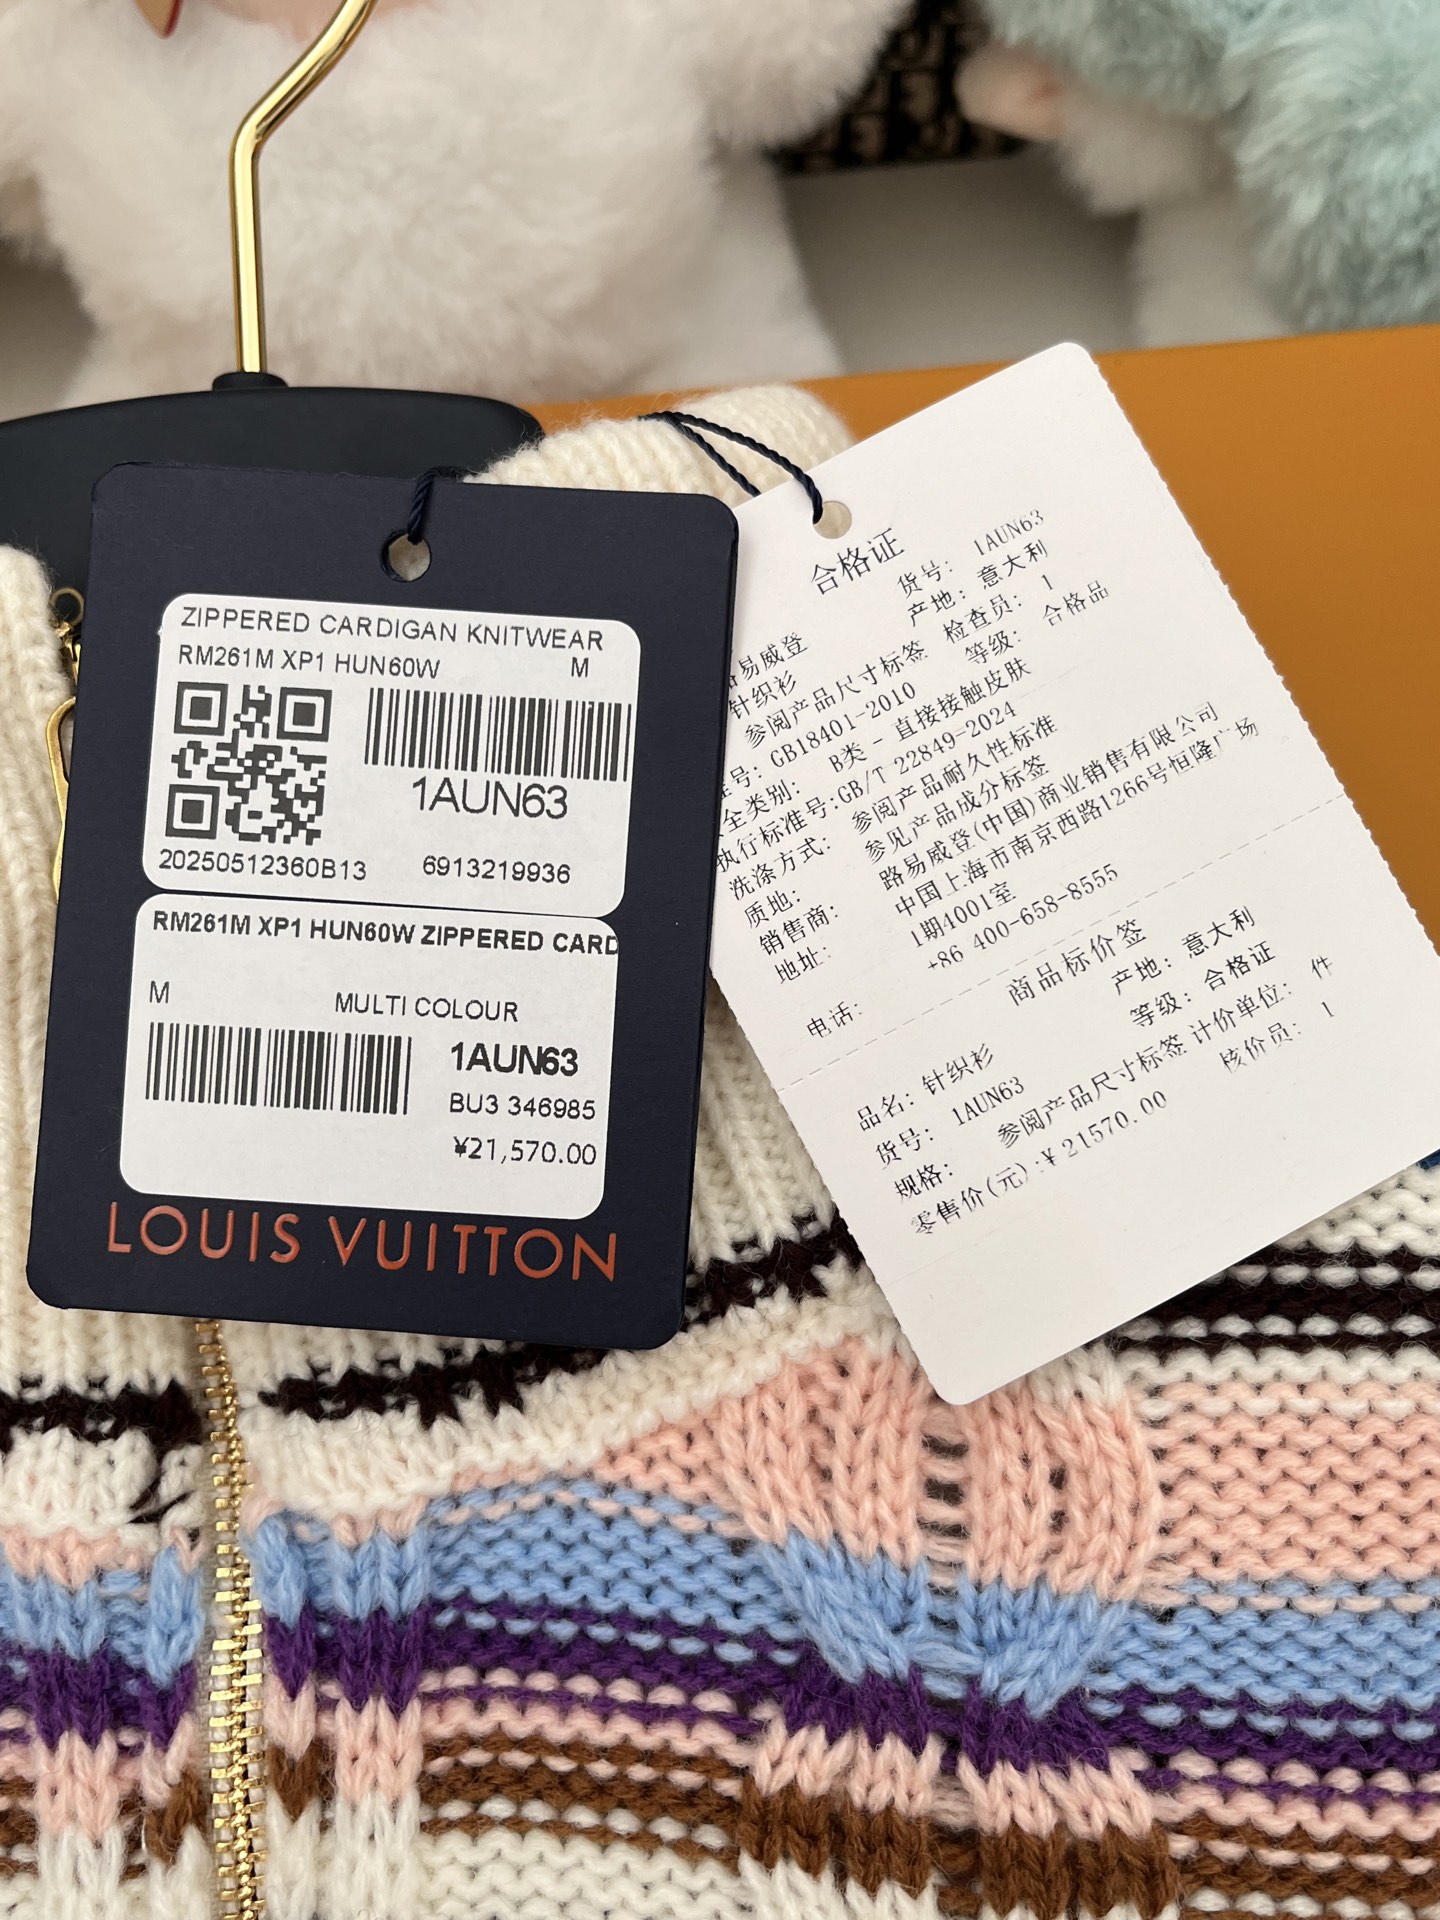 ZIPPERED CARDIGAN KNITWEAR
RM261M XP1 HUN60W M
1AUN63
20250512360B13 6913219936
RM261M XP1 HUN60W ZIPPERED CARD
M MULTI COLOUR
1AUN63
BU3 346985
¥21,570.00
LOUIS VUITTON
合格证
货号: 1AUN63
产地: 意大利
易威登 检查员: 1
针织衫 等级: 合格品
参阅产品尺寸标签
号: GB18401-2010
全类别: B类 - 直接接触皮肤
执行标准号:GB/T 22849-2024
洗涤方式: 参阅产品耐久性标准
质地: 参见产品成分标签
销售商: 路易威登(中国)商业销售有限公司
地址: 中国上海市南京西路1266号恒隆广场
1期4001室
电话: +86 400-658-8555
商品标价签
产地: 意大利
品名: 针织衫 等级: 合格证
货号: 1AUN63 计价单位: 件
规格: 参阅产品尺寸标签 核价员: 1
零售价(元):¥ 21570.00